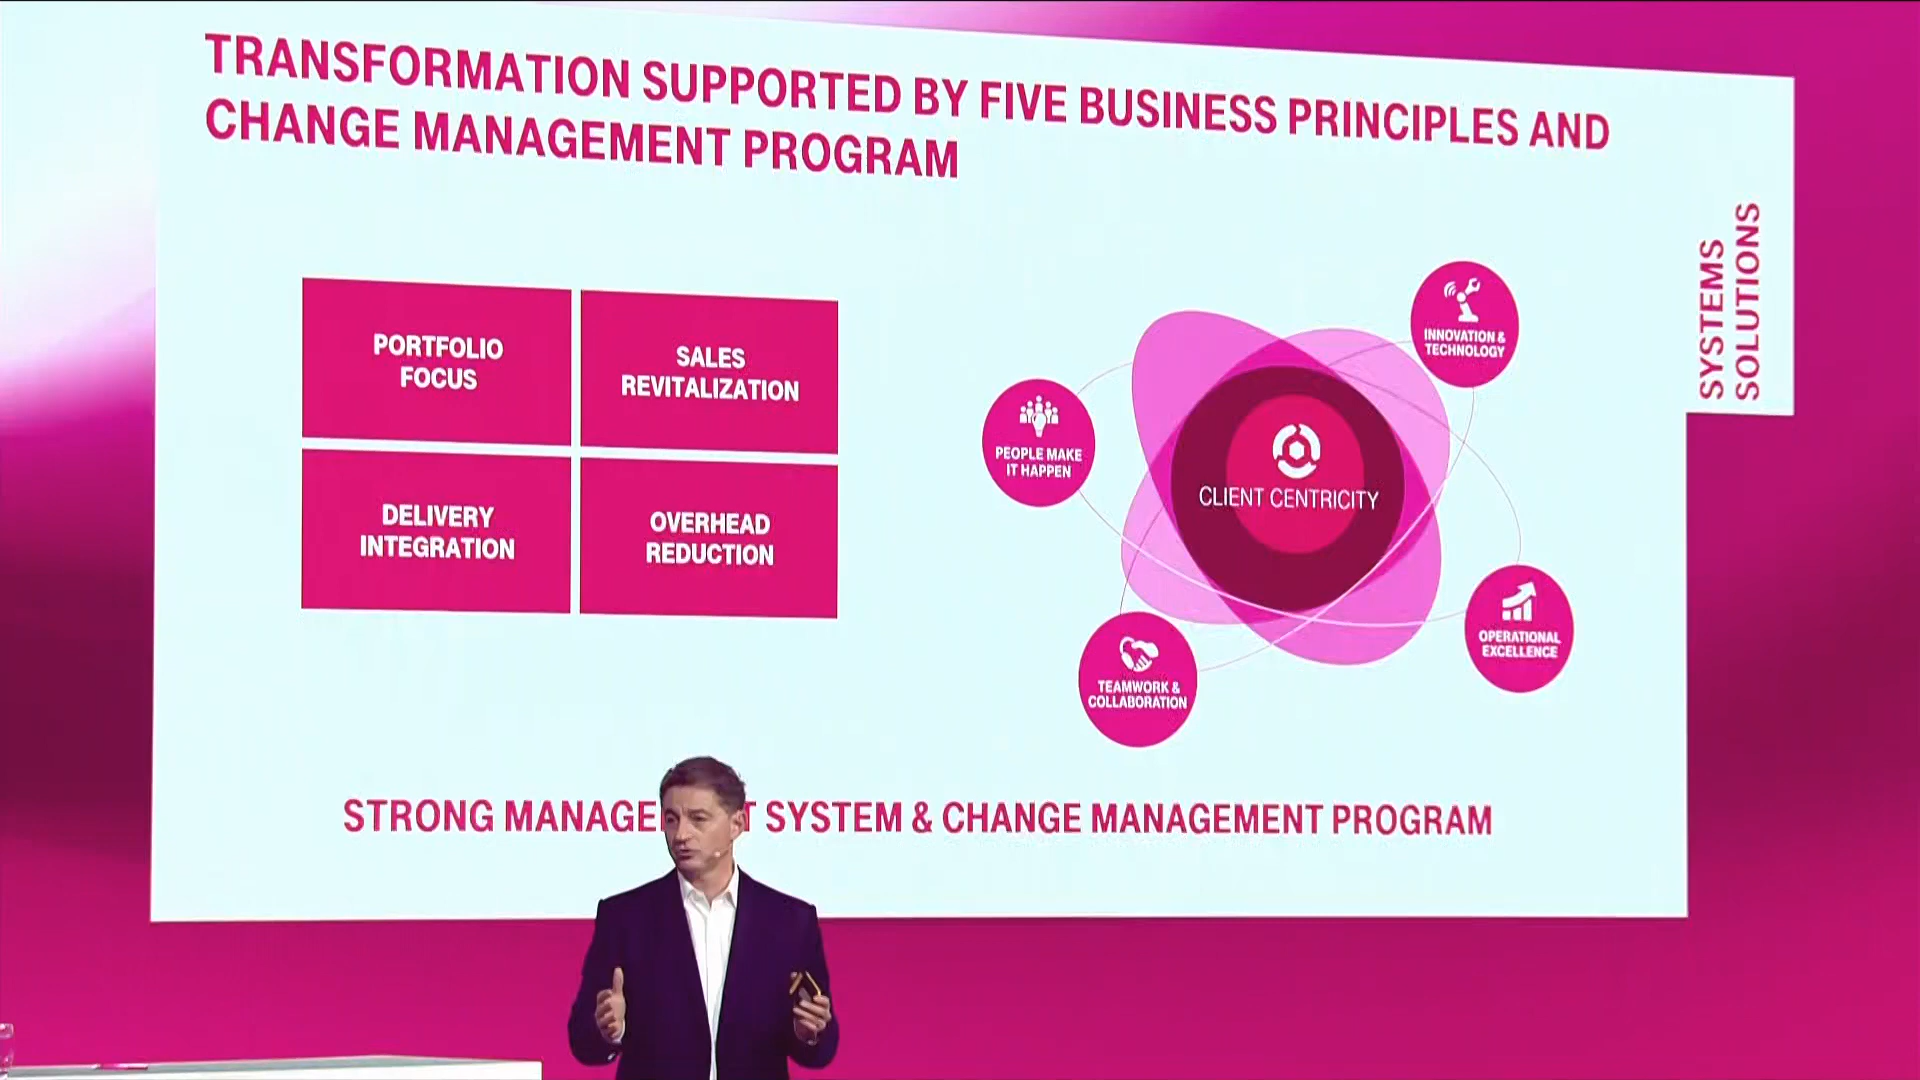 TRANSFORMATION SUPPORTED BY FIVE BUSINESS PRINCIPLES AND
CHANGE MANAGEMENT PROGRAM
SYSTEMS
SOLUTIONS
PORTFOLIO
FOCUS
SALES
REVITALIZATION
DELIVERY
INTEGRATION
OVERHEAD
REDUCTION
INNOVATION &
TECHNOLOGY
PEOPLE MAKE
IT HAPPEN
CLIENT CENTRICITY
OPERATIONAL
EXCELLENCE
TEAMWORK &
COLLABORATION
STRONG SYSTEM & CHANGE MANAGEMENT PROGRAM